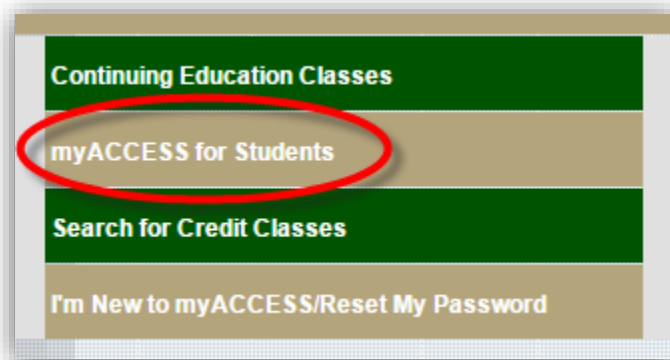 Continuing Education Classes
myACCESS for Students
Search for Credit Classes
I'm New to myACCESS/Reset My Password